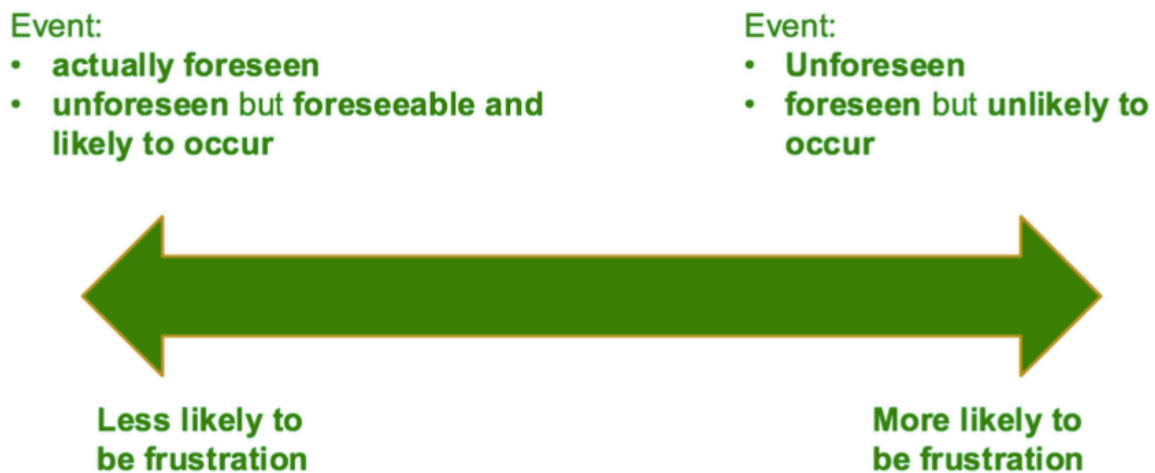 Event:
• actually foreseen
• unforeseen but foreseeable and
likely to occur
Event:
• Unforeseen
• foreseen but unlikely to
occur
Less likely to
be frustration
More likely to
be frustration